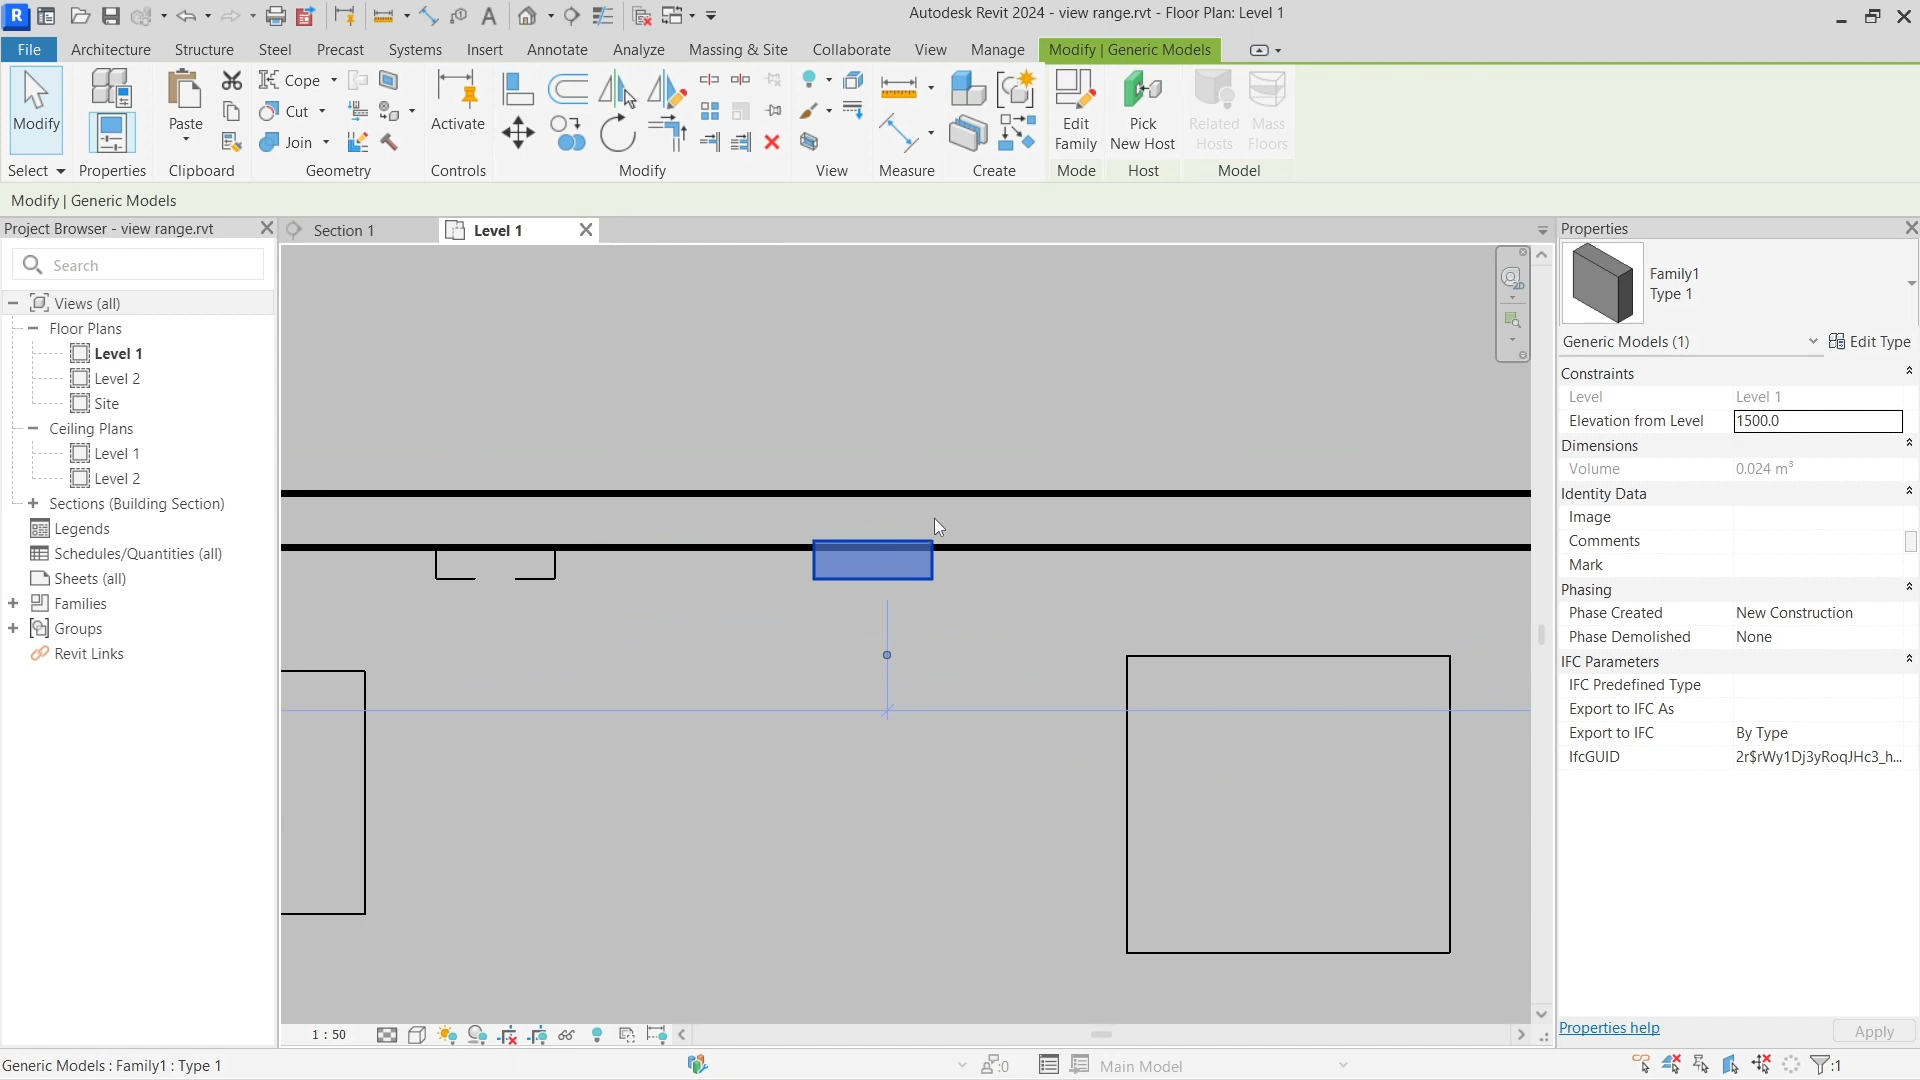 Autodesk Revit 2024 - view range.rvt - Floor Plan: Level 1
File Architecture Structure Steel Precast Systems Insert Annotate Analyze Massing & Site Collaborate View Manage Modify | Generic Models
Modify
Paste
Cope
Cut
Join
Activate
Edit Family
Pick New Host
Related Hosts
Mass Floors
Select Properties Clipboard Geometry Controls Modify View Measure Create Mode Host Model
Modify | Generic Models
Project Browser - view range.rvt
Search
Views (all)
Floor Plans
Level 1
Level 2
Site
Ceiling Plans
Level 1
Level 2
Sections (Building Section)
Legends
Schedules/Quantities (all)
Sheets (all)
Families
Groups
Revit Links
Section 1
Level 1
2D
1 : 50
Properties
Family1
Type 1
Generic Models (1)
Edit Type
Constraints
Level Level 1
Elevation from Level 1500.0
Dimensions
Volume 0.024 m³
Identity Data
Image
Comments
Mark
Phasing
Phase Created New Construction
Phase Demolished None
IFC Parameters
IFC Predefined Type
Export to IFC As
Export to IFC By Type
IfcGUID 2r$rWy1Dj3yRoqJHc3_h...
Properties help
Apply
Generic Models : Family1 : Type 1
:0
Main Model
:1